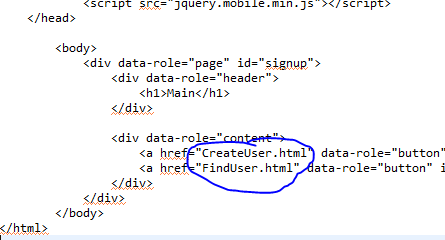 <script src="jquery.mobile.min.js"></script>
</head>
<body>
<div data-role="page" id="signup">
<div data-role="header">
<h1>Main</h1>
</div>
<div data-role="content">
<a href="CreateUser.html" data-role="button"
<a href="FindUser.html" data-role="button" i
</div>
</div>
</body>
</html>